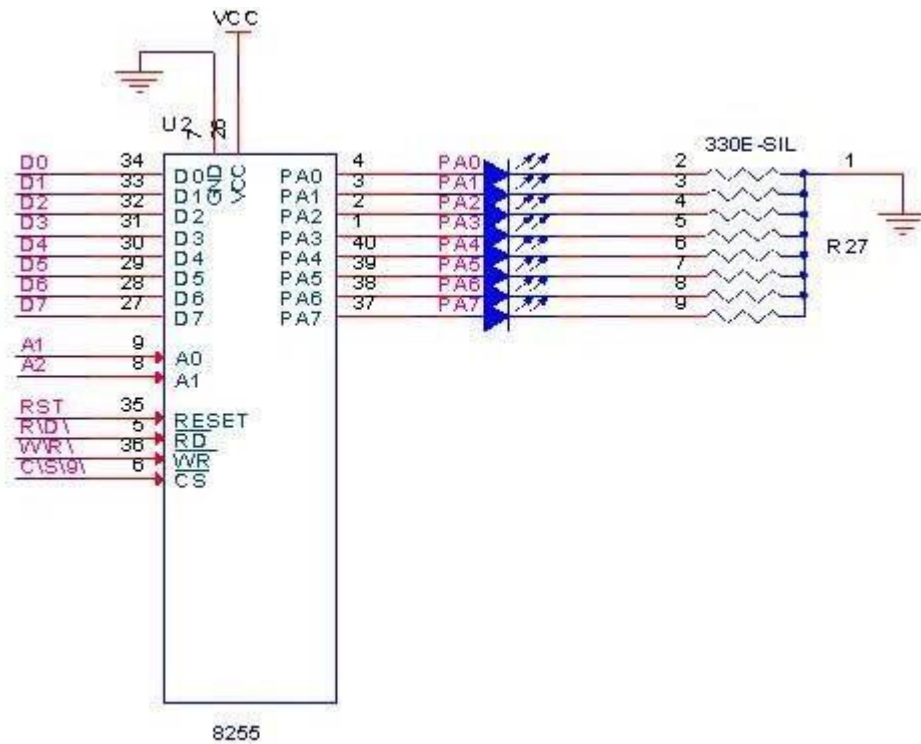 VCC
U2
7 26
330E-SIL
D0 34 D0 GND VCC PA0 4 PA0 2 1
D1 33 D1 PA1 3 PA1 3
D2 32 D2 PA2 2 PA2 4
D3 31 D3 PA3 1 PA3 5
D4 30 D4 PA4 40 PA4 6 R27
D5 29 D5 PA5 39 PA5 7
D6 28 D6 PA6 38 PA6 8
D7 27 D7 PA7 37 PA7 9
A1 9 A0
A2 8 A1
RST 35 RESET
R\D\ 5 RD
W\R\ 36 WR
C\S\9\ 6 CS
8255